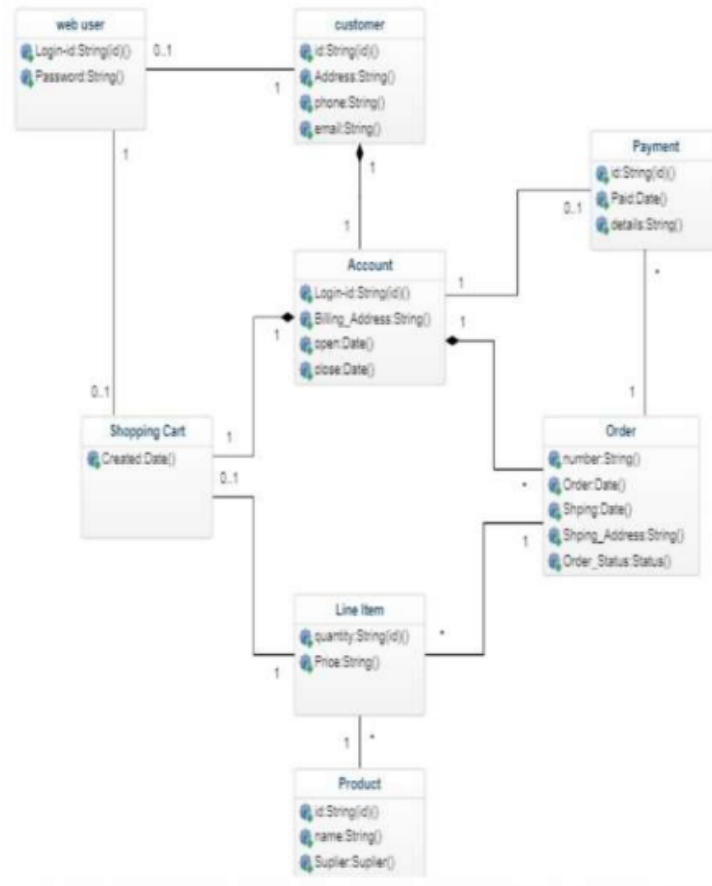 web user
Login-id:String(id)()
Password:String()
0..1
1
customer
id:String(id)()
Address:String()
phone:String()
email:String()
1
1
1
Payment
id:String(id)()
Paid:Date()
details:String()
0..1
1
*
1
Account
Login-id:String(id)()
Billing_Address:String()
open:Date()
close:Date()
1
1
0..1
Shopping Cart
Created:Date()
1
0..1
Order
number:String()
Order:Date()
Shping:Date()
Shping_Address:String()
Order_Status:Status()
*
1
Line Item
quantity:String(id)()
Price:String()
1
*
1 *
Product
id:String(id)()
name:String()
Suplier:Suplier()